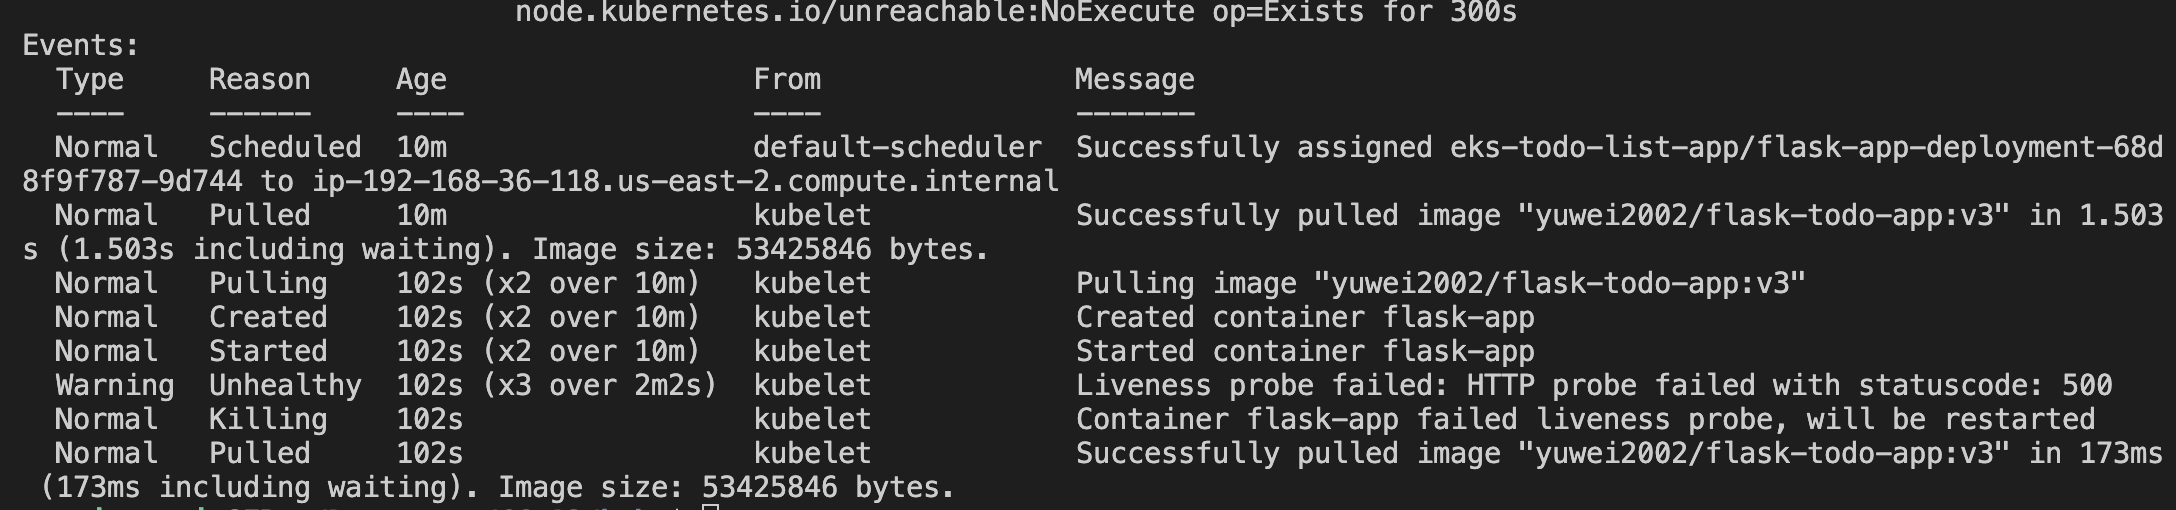 node.kubernetes.io/unreachable:NoExecute op=Exists for 300s
Events:
Type Reason Age From Message
---- ------ ---- ---- -------
Normal Scheduled 10m default-scheduler Successfully assigned eks-todo-list-app/flask-app-deployment-68d
8f9f787-9d744 to ip-192-168-36-118.us-east-2.compute.internal
Normal Pulled 10m kubelet Successfully pulled image "yuwei2002/flask-todo-app:v3" in 1.503
s (1.503s including waiting). Image size: 53425846 bytes.
Normal Pulling 102s (x2 over 10m) kubelet Pulling image "yuwei2002/flask-todo-app:v3"
Normal Created 102s (x2 over 10m) kubelet Created container flask-app
Normal Started 102s (x2 over 10m) kubelet Started container flask-app
Warning Unhealthy 102s (x3 over 2m2s) kubelet Liveness probe failed: HTTP probe failed with statuscode: 500
Normal Killing 102s kubelet Container flask-app failed liveness probe, will be restarted
Normal Pulled 102s kubelet Successfully pulled image "yuwei2002/flask-todo-app:v3" in 173ms
(173ms including waiting). Image size: 53425846 bytes.